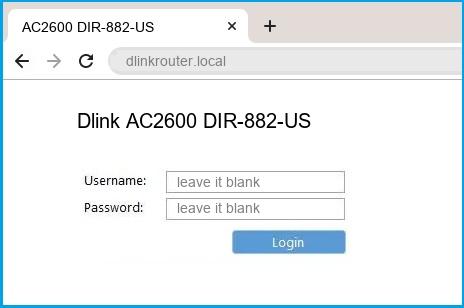 AC2600 DIR-882-US
dlinkrouter.local
Dlink AC2600 DIR-882-US
Username: leave it blank
Password: leave it blank
Login